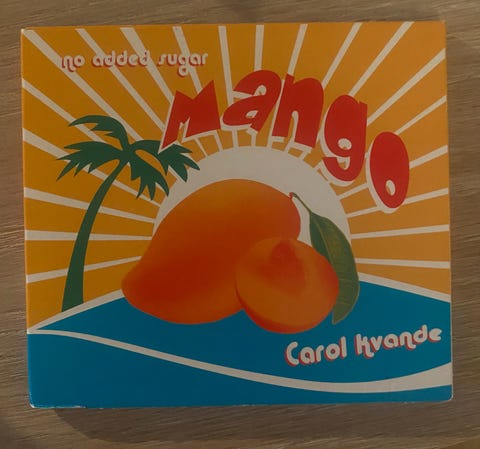 no added sugar
Mango
Carol Kvande